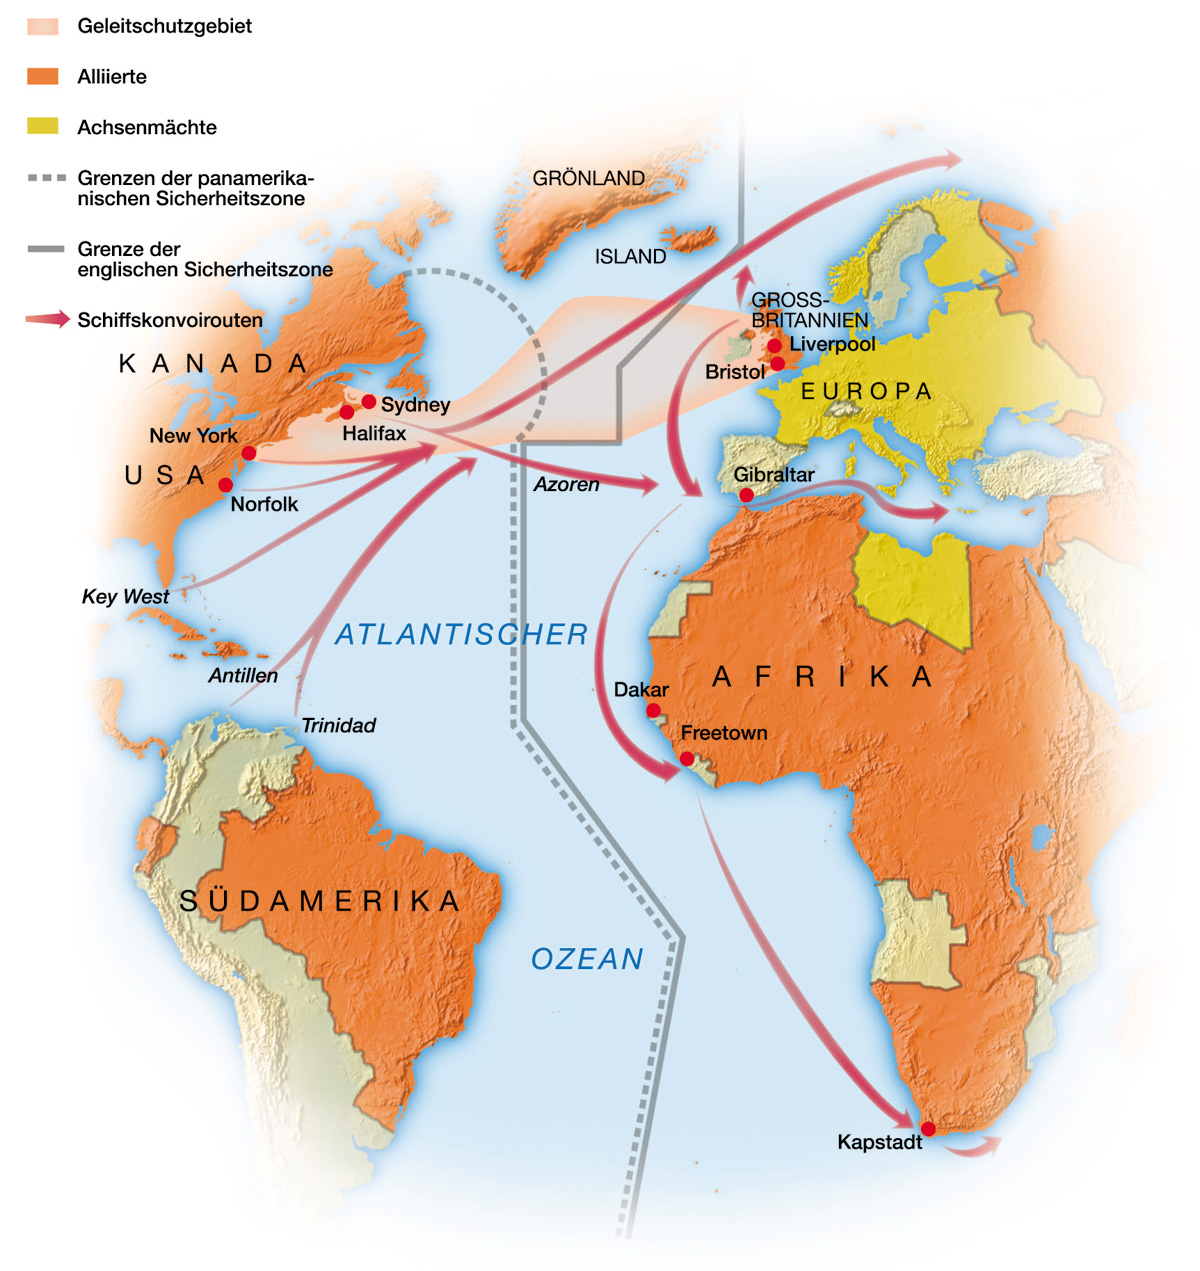 Geleitschutzgebiet
Alliierte
Achsenmächte
Grenzen der panamerika-
nischen Sicherheitszone
Grenze der
englischen Sicherheitszone
Schiffskonvoirouten
GRÖNLAND
ISLAND
GROSS-
BRITANNIEN
Liverpool
Bristol
KANADA
EUROPA
Sydney
Halifax
New York
USA
Norfolk
Gibraltar
Azoren
Key West
ATLANTISCHER
Antillen
AFRIKA
Dakar
Trinidad
Freetown
SÜDAMERIKA
OZEAN
Kapstadt